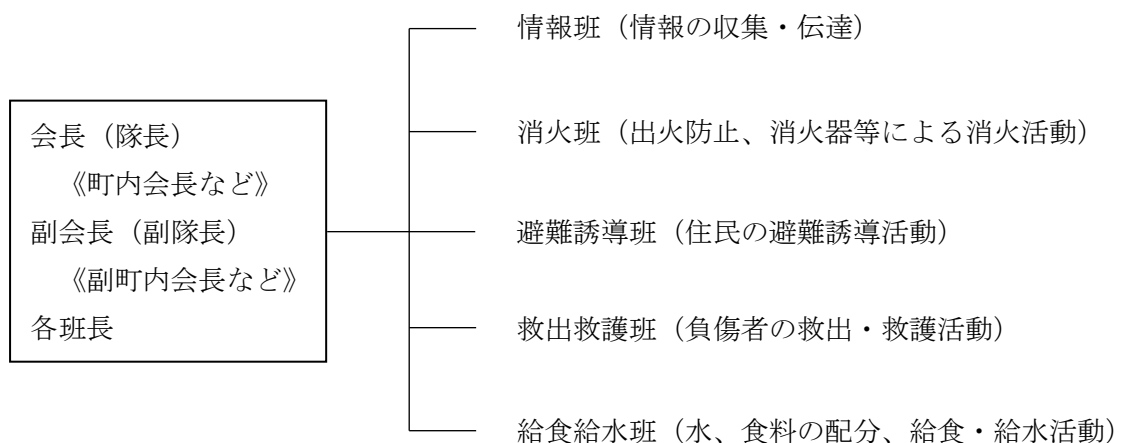 会長（隊長）
《町内会長など》
副会長（副隊長）
《副町内会長など》
各班長
情報班（情報の収集・伝達）
消火班（出火防止、消火器等による消火活動）
避難誘導班（住民の避難誘導活動）
救出救護班（負傷者の救出・救護活動）
給食給水班（水、食料の配分、給食・給水活動）